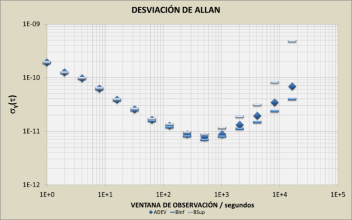 DESVIACIÓN DE ALLAN
1E-09
1E-10
1E-11
1E-12
σy(τ)
1E+0
1E+1
1E+2
1E+3
1E+4
1E+5
VENTANA DE OBSERVACIÓN / segundos
ADEV
BInf
BSup